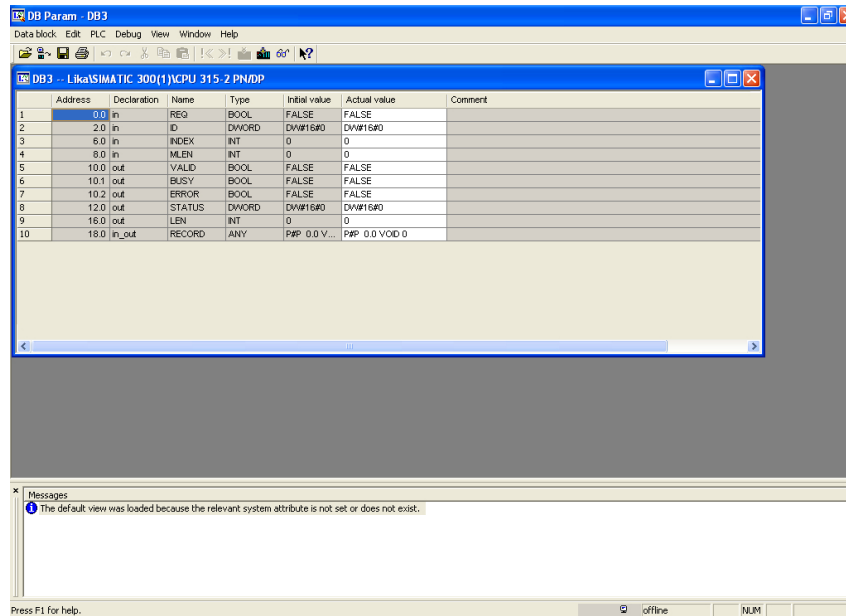 DB Param - DB3
Data block Edit PLC Debug View Window Help
DB3 -- Lika\SIMATIC 300(1)\CPU 315-2 PN/DP
Address Declaration Name Type Initial value Actual value Comment
1 0.0 in REQ BOOL FALSE FALSE
2 2.0 in ID DWORD DW#16#0 DW#16#0
3 6.0 in INDEX INT 0 0
4 8.0 in MLEN INT 0 0
5 10.0 out VALID BOOL FALSE FALSE
6 10.1 out BUSY BOOL FALSE FALSE
7 10.2 out ERROR BOOL FALSE FALSE
8 12.0 out STATUS DWORD DW#16#0 DW#16#0
9 16.0 out LEN INT 0 0
10 18.0 in_out RECORD ANY P#P 0.0 V... P#P 0.0 VOID 0
Messages
The default view was loaded because the relevant system attribute is not set or does not exist.
Press F1 for help. offline NUM